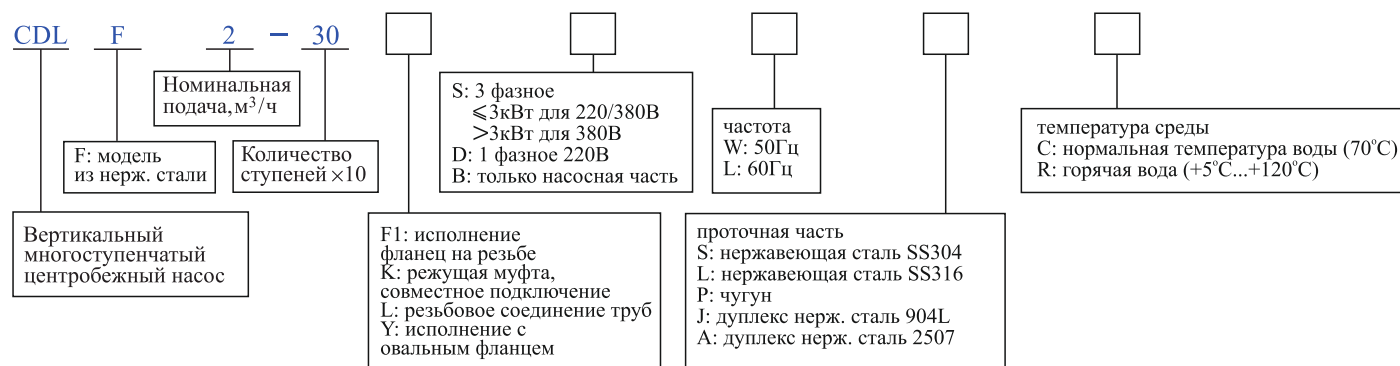 CDL F 2 – 30
Номинальная
подача, м³/ч
F: модель
из нерж. стали
Количество
ступеней ×10
Вертикальный
многоступенчатый
центробежный насос
F1: исполнение
фланец на резьбе
K: режущая муфта,
совместное подключение
L: резьбовое соединение труб
Y: исполнение с
овальным фланцем
S: 3 фазное
⩽3кВт для 220/380В
>3кВт для 380В
D: 1 фазное 220В
B: только насосная часть
частота
W: 50Гц
L: 60Гц
проточная часть
S: нержавеющая сталь SS304
L: нержавеющая сталь SS316
P: чугун
J: дуплекс нерж. сталь 904L
A: дуплекс нерж. сталь 2507
температура среды
C: нормальная температура воды (70°C)
R: горячая вода (+5°C...+120°C)